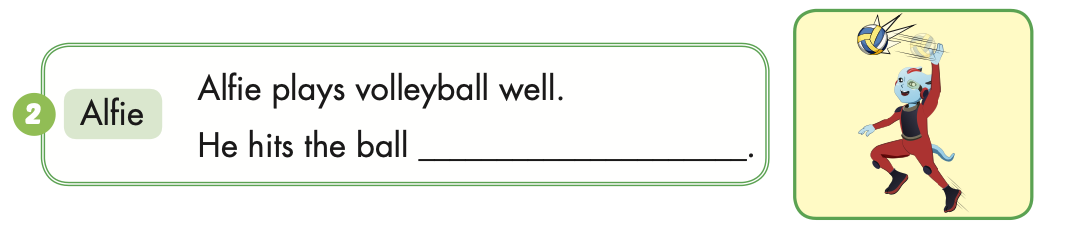 2 Alfie
Alfie plays volleyball well.
He hits the ball ____________________.